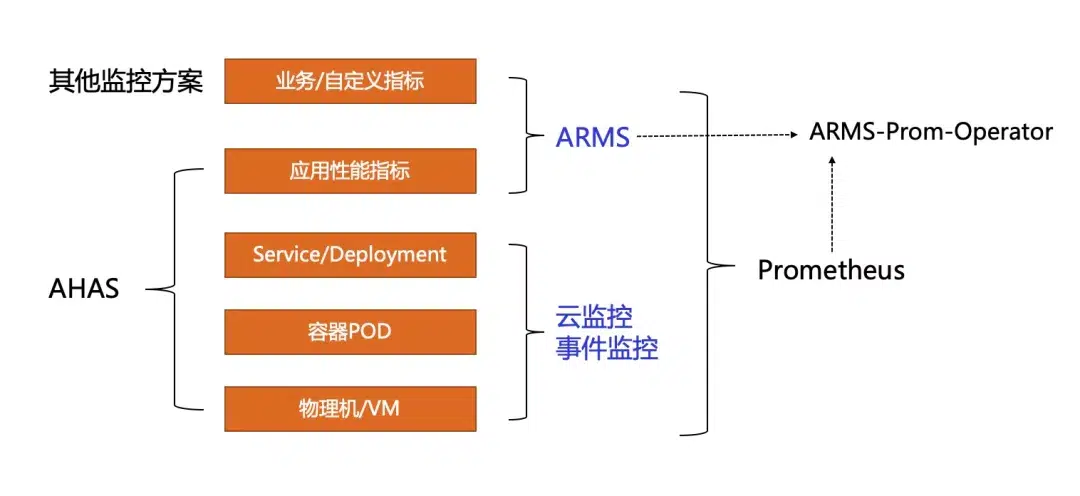 其他监控方案
业务/自定义指标
ARMS
ARMS-Prom-Operator
应用性能指标
Service/Deployment
Prometheus
AHAS
容器POD
云监控
事件监控
物理机/VM